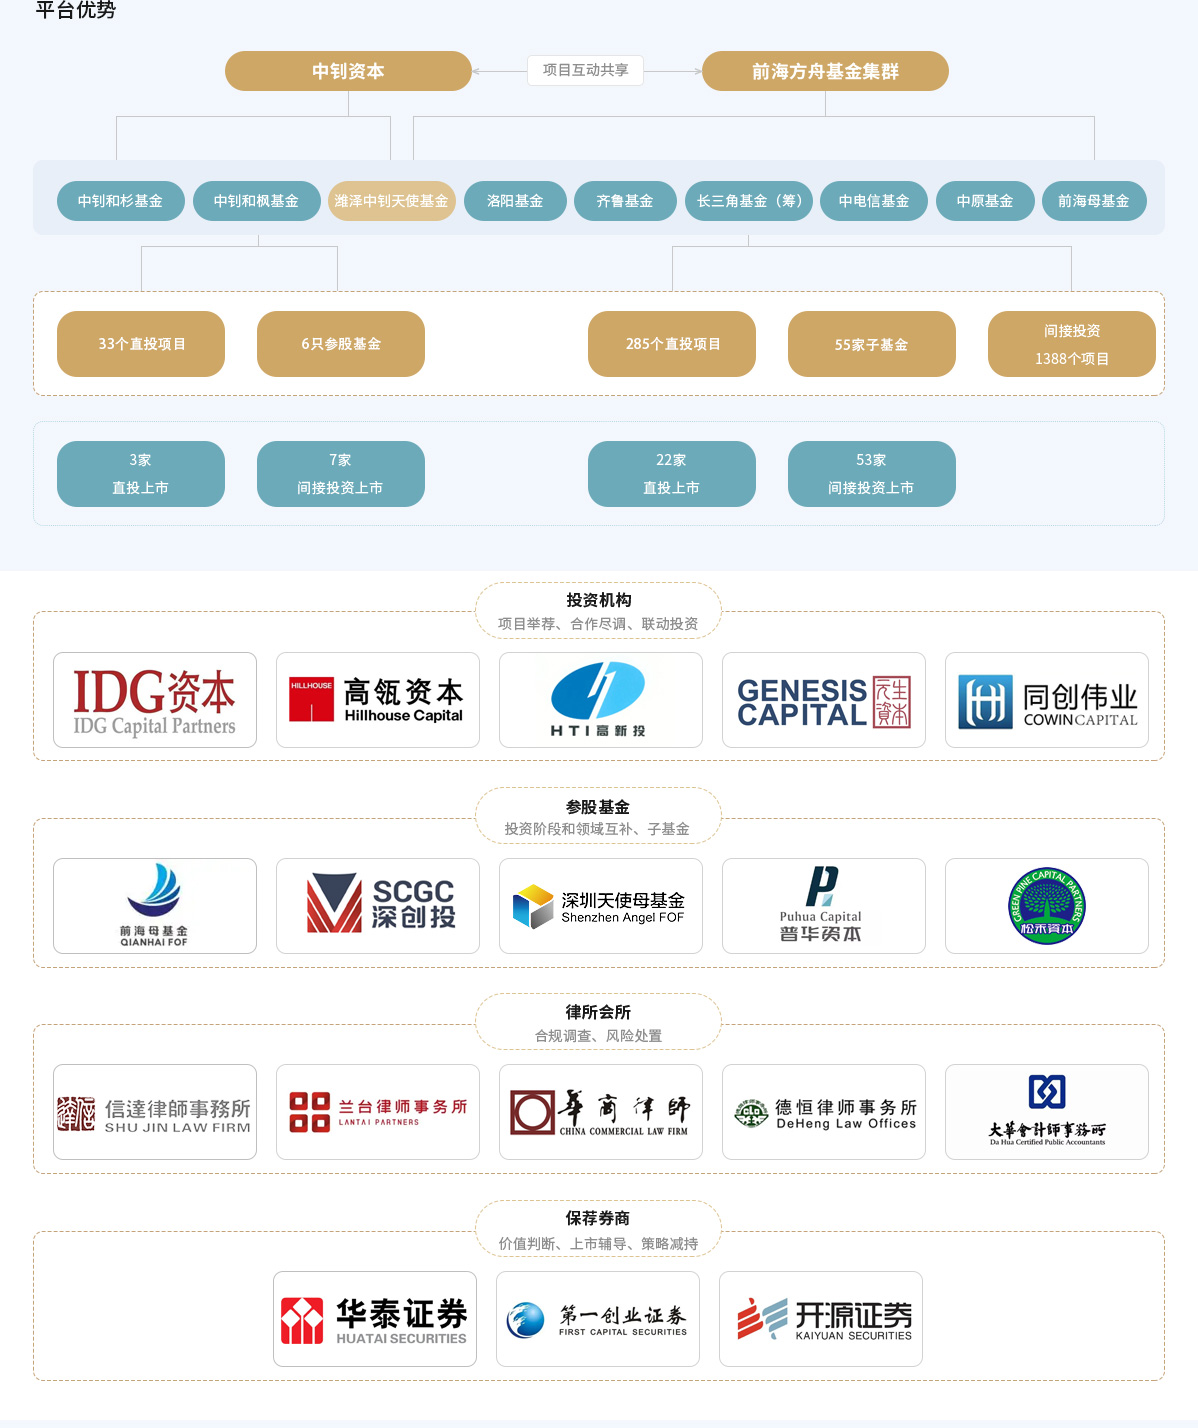 平台优势
中钊资本
项目互动共享
前海方舟基金集群
中钊和杉基金
中钊和枫基金
潍泽中钊天使基金
洛阳基金
齐鲁基金
长三角基金（筹）
中电信基金
中原基金
前海母基金
33个直投项目
6只参股基金
285个直投项目
55家子基金
间接投资
1388个项目
3家
直投上市
7家
间接投资上市
22家
直投上市
53家
间接投资上市
投资机构
项目举荐、合作尽调、联动投资
IDG资本
IDG Capital Partners
HILLHOUSE
高瓴资本
Hillhouse Capital
HTI高新投
GENESIS
CAPITAL
元生
資本
同创伟业
COWINCAPITAL
参股基金
投资阶段和领域互补、子基金
前海母基金
QIANHAI FOF
SCGC
深创投
深圳天使母基金
Shenzhen Angel FOF
Puhua Capital
普华资本
GREEN PINE CAPITAL PARTNERS
松禾資本
律所会所
合规调查、风险处置
信達律師事務所
SHU JIN LAW FIRM
兰台律师事务所
LANTAI PARTNERS
華商律師
CHINA COMMERCIAL LAW FIRM
德恒律师事务所
DeHeng Law Offices
大華會計師事務所
Da Hua Certified Public Accountants
保荐券商
价值判断、上市辅导、策略减持
华泰证券
HUATAI SECURITIES
第一创业证券
FIRST CAPITAL SECURITIES
开源证券
KAIYUAN SECURITIES